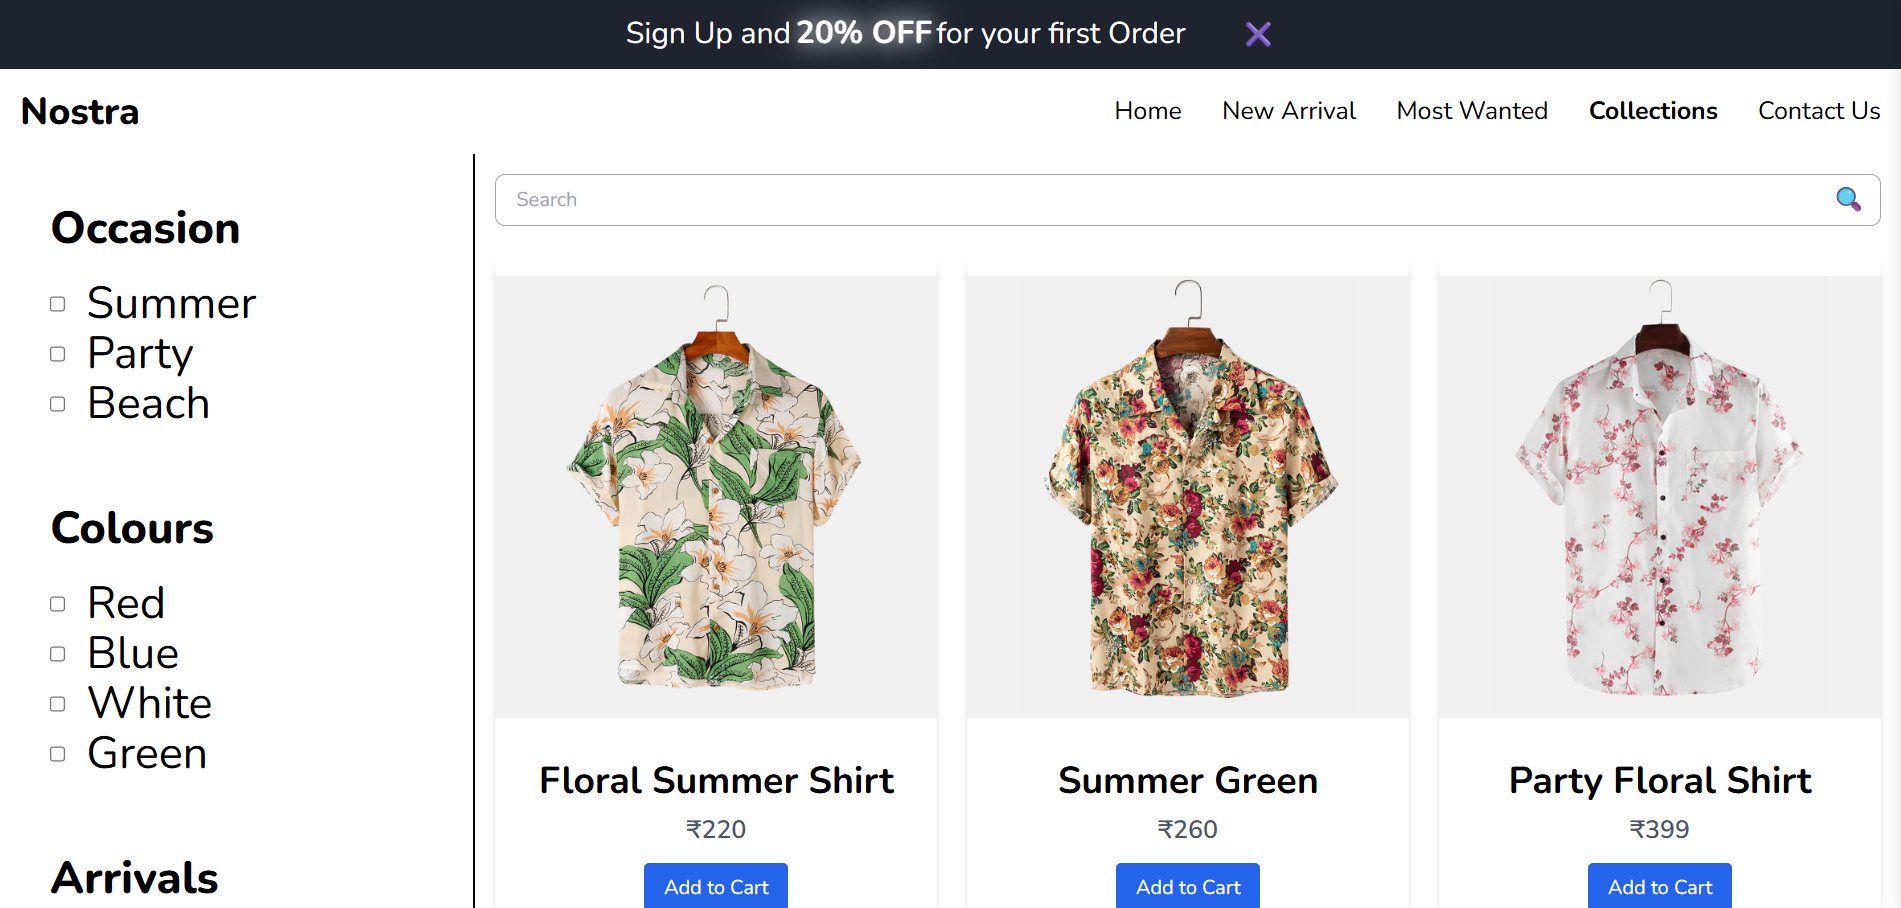 Sign Up and 20% OFF for your first Order
Nostra
Home New Arrival Most Wanted Collections Contact Us
Search
Occasion
Summer
Party
Beach
Colours
Red
Blue
White
Green
Arrivals
Floral Summer Shirt
₹220
Add to Cart
Summer Green
₹260
Add to Cart
Party Floral Shirt
₹399
Add to Cart